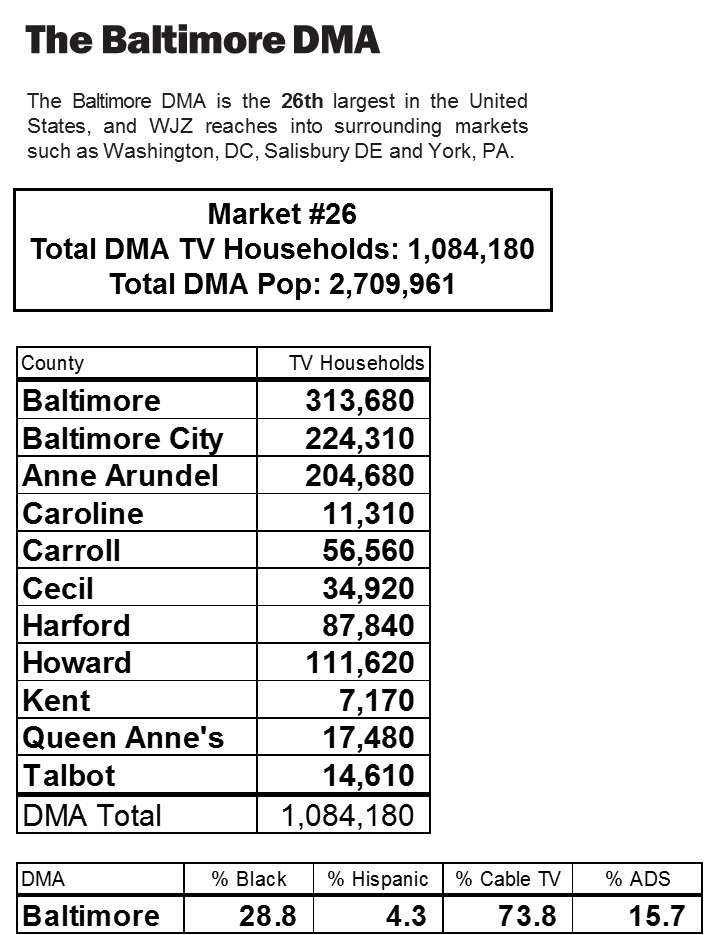 The Baltimore DMA
The Baltimore DMA is the 26th largest in the United
States, and WJZ reaches into surrounding markets
such as Washington, DC, Salisbury DE and York, PA.
Market #26
Total DMA TV Households: 1,084,180
Total DMA Pop: 2,709,961
County TV Households
Baltimore 313,680
Baltimore City 224,310
Anne Arundel 204,680
Caroline 11,310
Carroll 56,560
Cecil 34,920
Harford 87,840
Howard 111,620
Kent 7,170
Queen Anne's 17,480
Talbot 14,610
DMA Total 1,084,180
DMA % Black % Hispanic % Cable TV % ADS
Baltimore 28.8 4.3 73.8 15.7